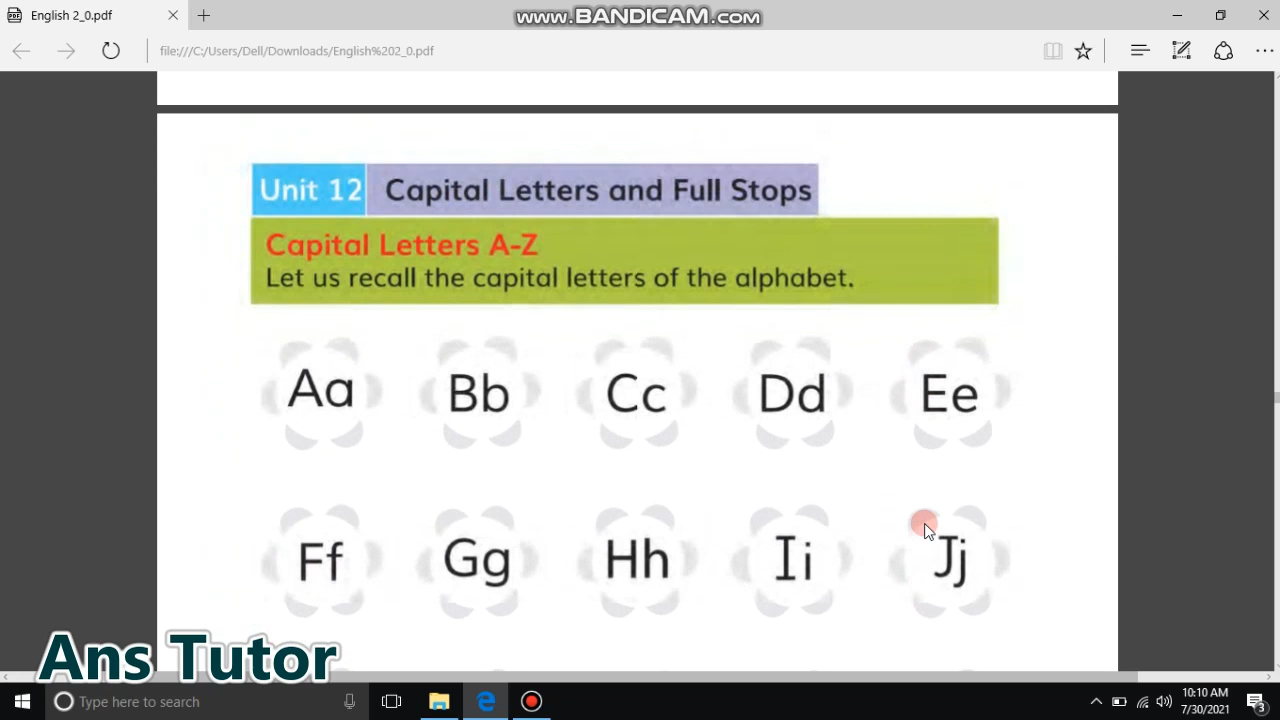 English 2_0.pdf
www.BANDICAM.com
file:///C:/Users/Dell/Downloads/English%202_0.pdf
Unit 12 Capital Letters and Full Stops
Capital Letters A-Z
Let us recall the capital letters of the alphabet.
Aa Bb Cc Dd Ee
Ff Gg Hh Ii Jj
Ans Tutor
Type here to search
10:10 AM
7/30/2021
3